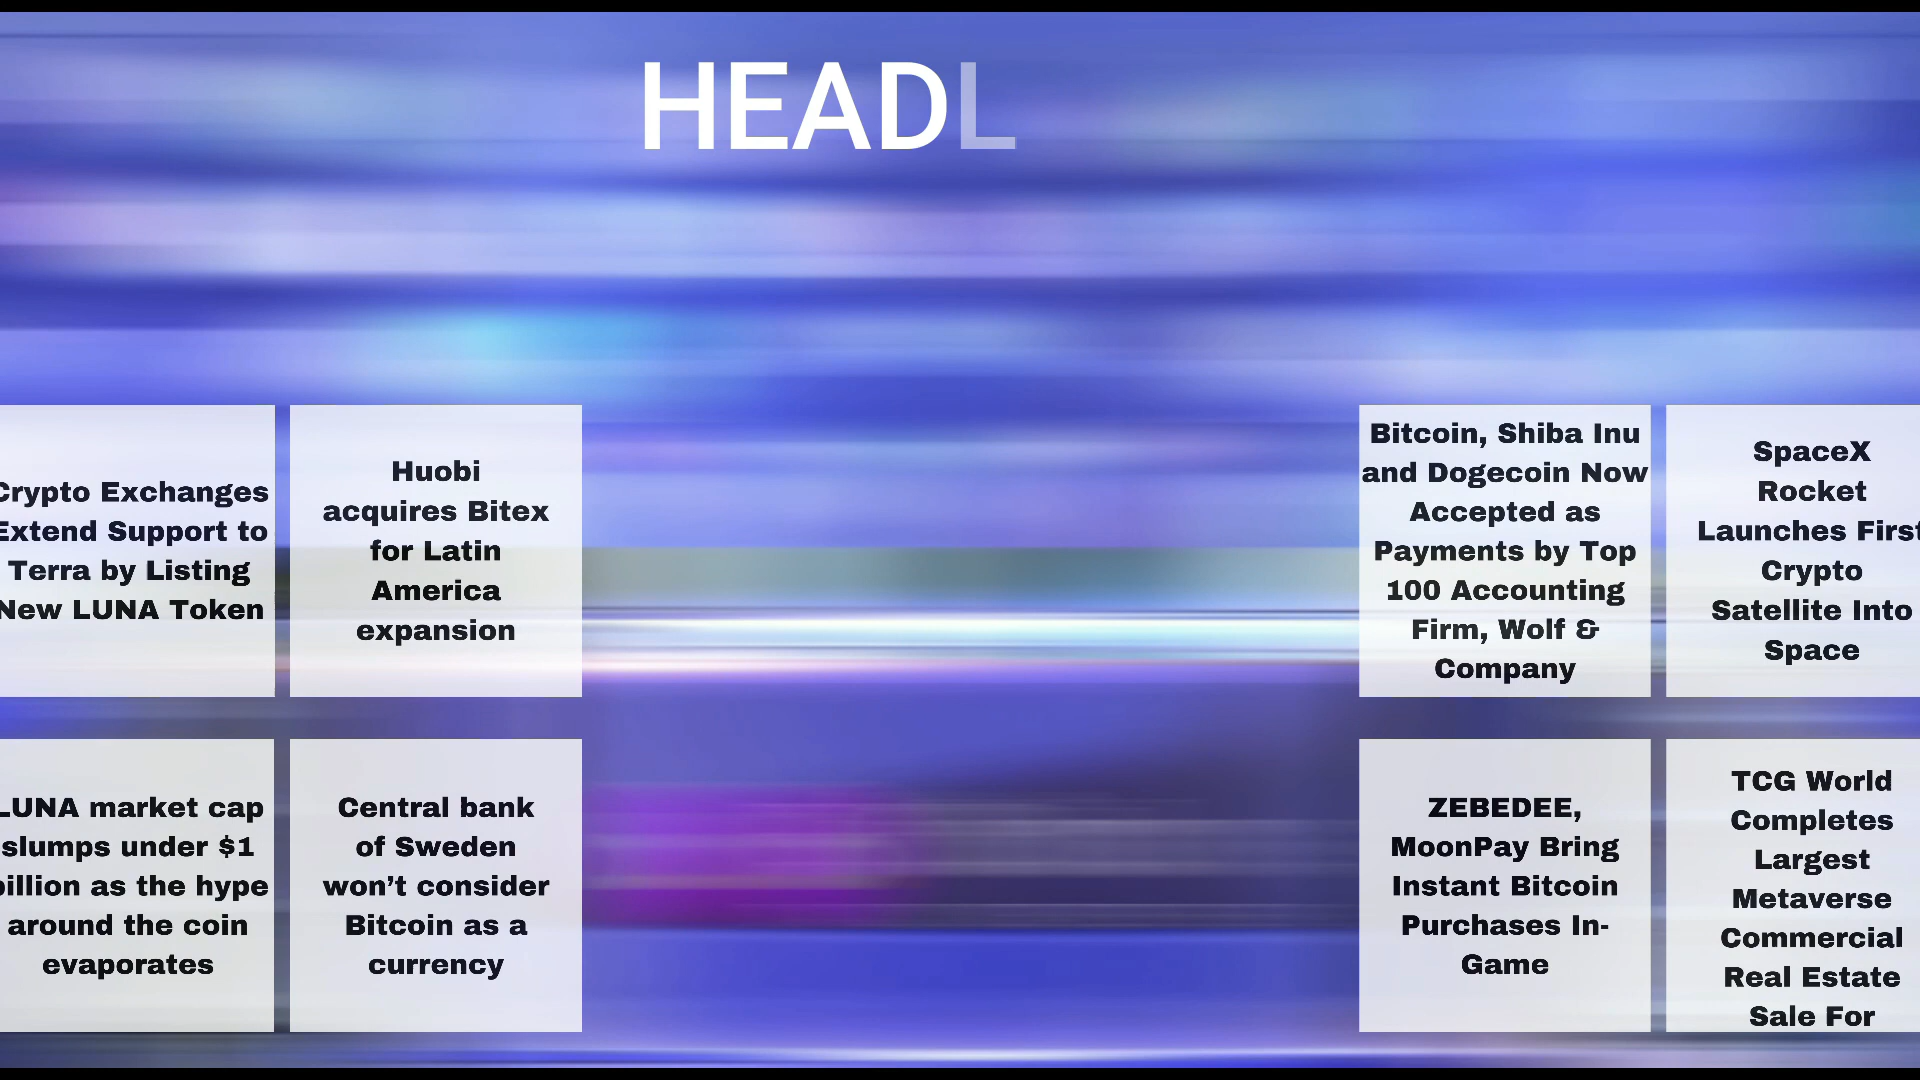 HEADL
Crypto Exchanges
Extend Support to
Terra by Listing
New LUNA Token
Huobi
acquires Bitex
for Latin
America
expansion
Bitcoin, Shiba Inu
and Dogecoin Now
Accepted as
Payments by Top
100 Accounting
Firm, Wolf &
Company
SpaceX
Rocket
Launches First
Crypto
Satellite Into
Space
LUNA market cap
slumps under $1
billion as the hype
around the coin
evaporates
Central bank
of Sweden
won’t consider
Bitcoin as a
currency
ZEBEDEE,
MoonPay Bring
Instant Bitcoin
Purchases In-
Game
TCG World
Completes
Largest
Metaverse
Commercial
Real Estate
Sale For